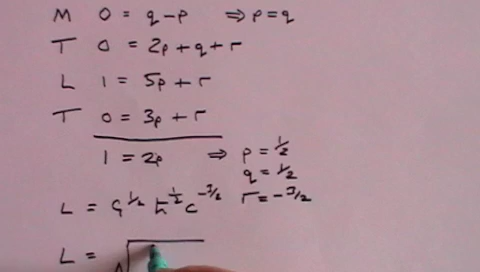 M 0 = q - p ⇒ p = q
T 0 = 2p + q + r
L 1 = 5p + r
T 0 = 3p + r
1 = 2p ⇒ p = 1/2
q = 1/2
L = G^1/2 ħ^1/2 c^-3/2 r = -3/2
L = √